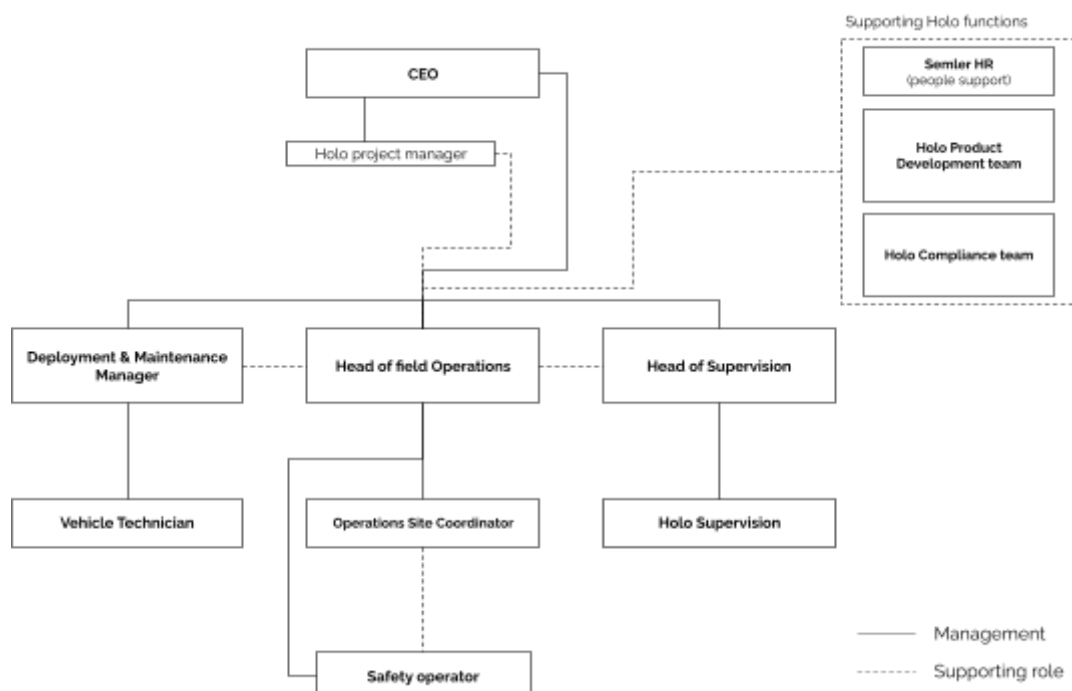 Supporting Holo functions
CEO
Semler HR
(people support)
Holo project manager
Holo Product
Development team
Holo Compliance team
Deployment & Maintenance
Manager
Head of field Operations
Head of Supervision
Vehicle Technician
Operations Site Coordinator
Holo Supervision
Management
Supporting role
Safety operator